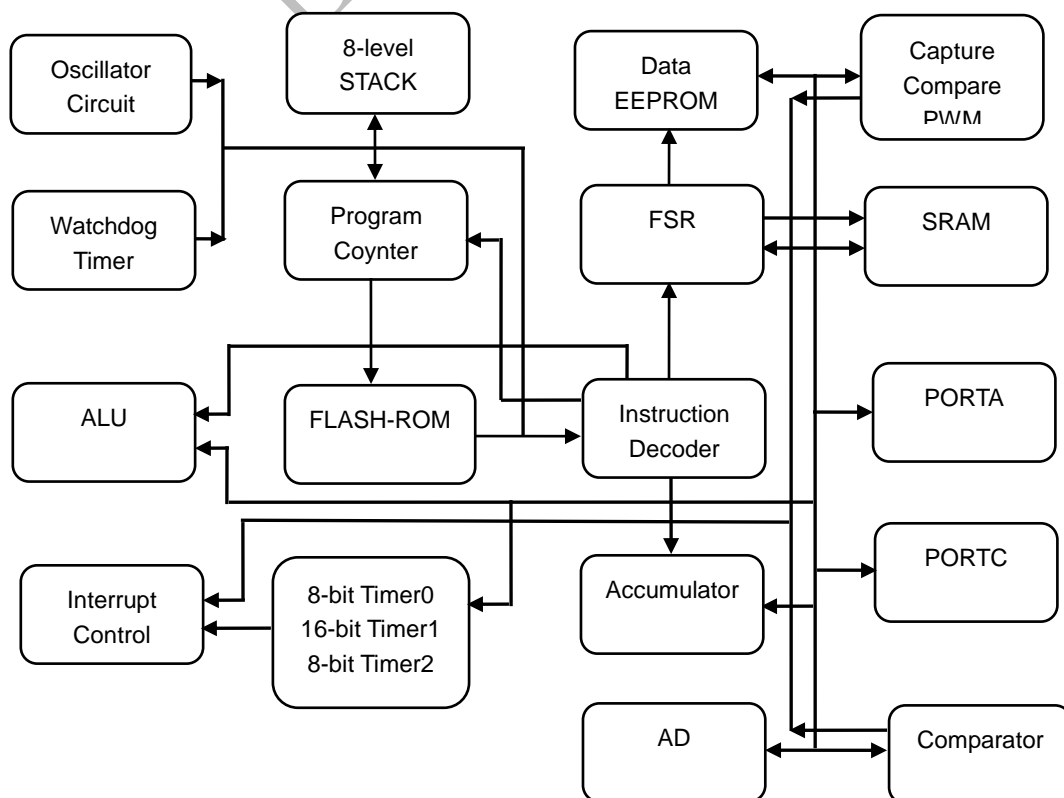 Oscillator
Circuit
8-level
STACK
Data
EEPROM
Capture
Compare
PWM
Watchdog
Timer
Program
Coynter
FSR
SRAM
ALU
FLASH-ROM
Instruction
Decoder
PORTA
Interrupt
Control
8-bit Timer0
16-bit Timer1
8-bit Timer2
Accumulator
PORTC
AD
Comparator